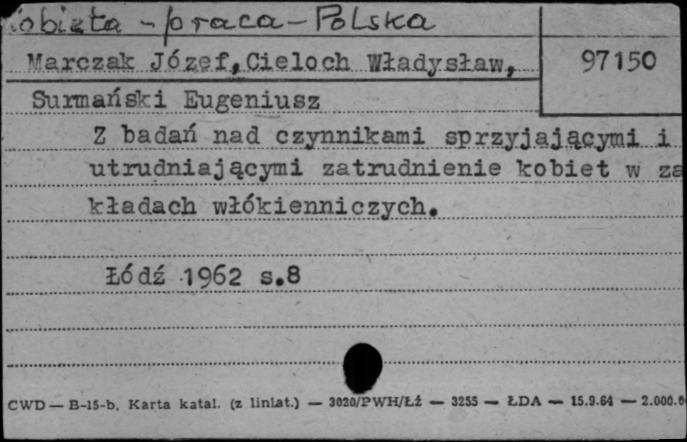 Kobieta - praca - Polska
Marczak Józef, Cieloch Władysław,
97150
Surmański Eugeniusz
Z badań nad czynnikami sprzyjającymi i
utrudniającymi zatrudnienie kobiet w za
kładach włókienniczych.
Łódź 1962 s.8
CWD — B-15-b, Karta katal. (z liniat.) — 3020/PWH/Łź — 3255 — ŁDA — 15.9.64 — 2.000.0